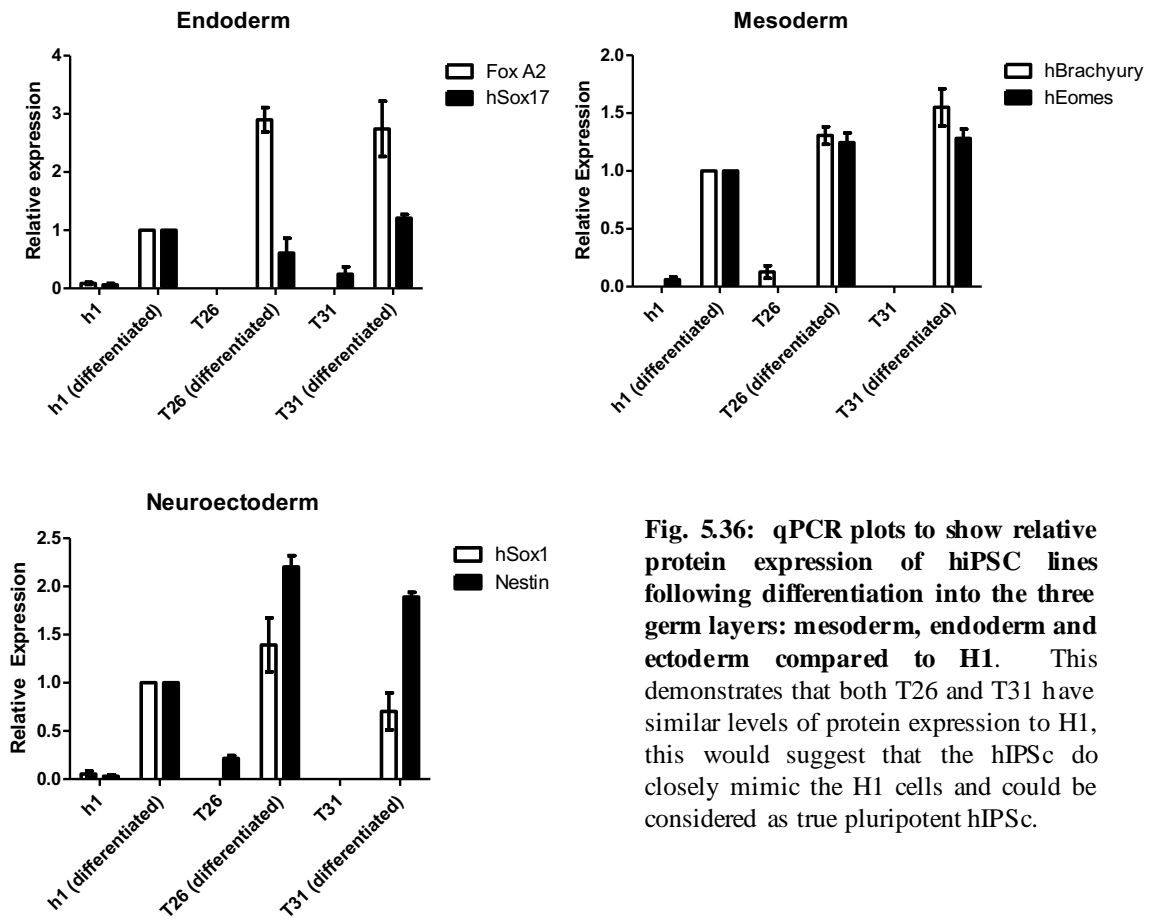 Endoderm
Relative expression
4
3
2
1
0
Fox A2
hSox17
h1
h1 (differentiated)
T26
T26 (differentiated)
T31
T31 (differentiated)
Mesoderm
Relative Expression
2.0
1.5
1.0
0.5
0.0
hBrachyury
hEomes
h1
h1 (differentiated)
T26
T26 (differentiated)
T31
T31 (differentiated)
Neuroectoderm
Relative Expression
2.5
2.0
1.5
1.0
0.5
0.0
hSox1
Nestin
h1
h1 (differentiated)
T26
T26 (differentiated)
T31
T31 (differentiated)
Fig. 5.36: qPCR plots to show relative
protein expression of hiPSC lines
following differentiation into the three
germ layers: mesoderm, endoderm and
ectoderm compared to H1. This
demonstrates that both T26 and T31 have
similar levels of protein expression to H1,
this would suggest that the hIPSc do
closely mimic the H1 cells and could be
considered as true pluripotent hIPSc.